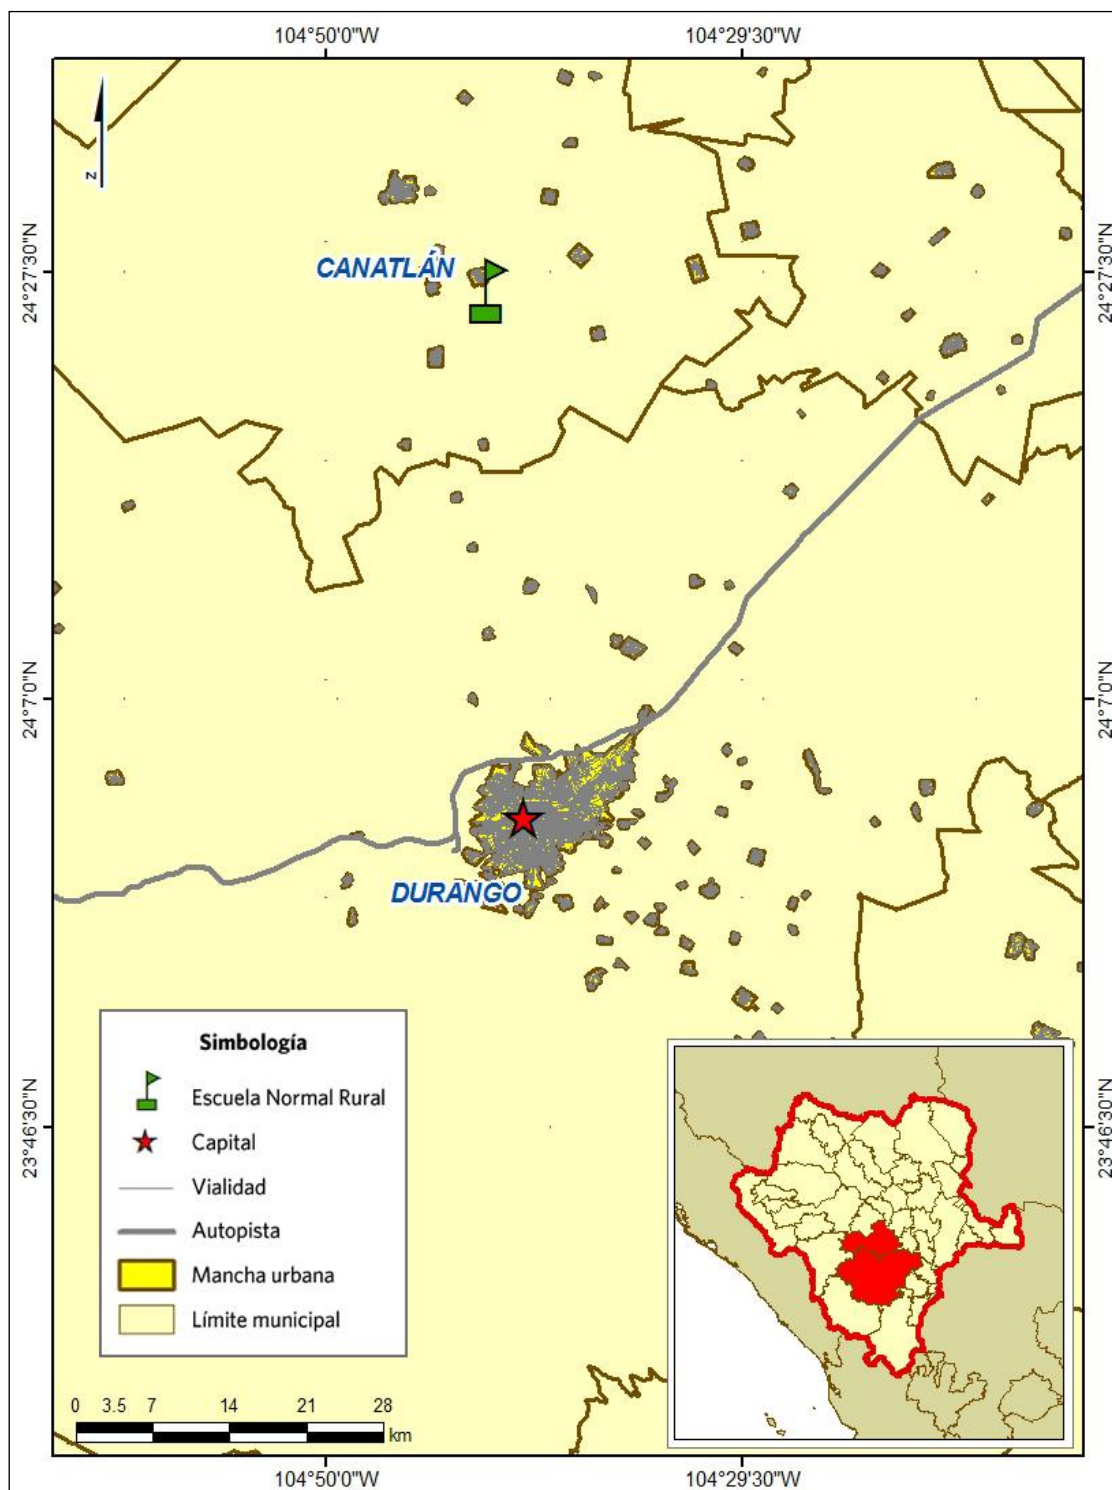 104°50'0"W 104°29'30"W
N
CANATLÁN
24°27'30"N 24°27'30"N
24°7'0"N 24°7'0"N
DURANGO
Simbología
Escuela Normal Rural
Capital
Vialidad
Autopista
Mancha urbana
Límite municipal
23°46'30"N 23°46'30"N
0 3.5 7 14 21 28
km
104°50'0"W 104°29'30"W